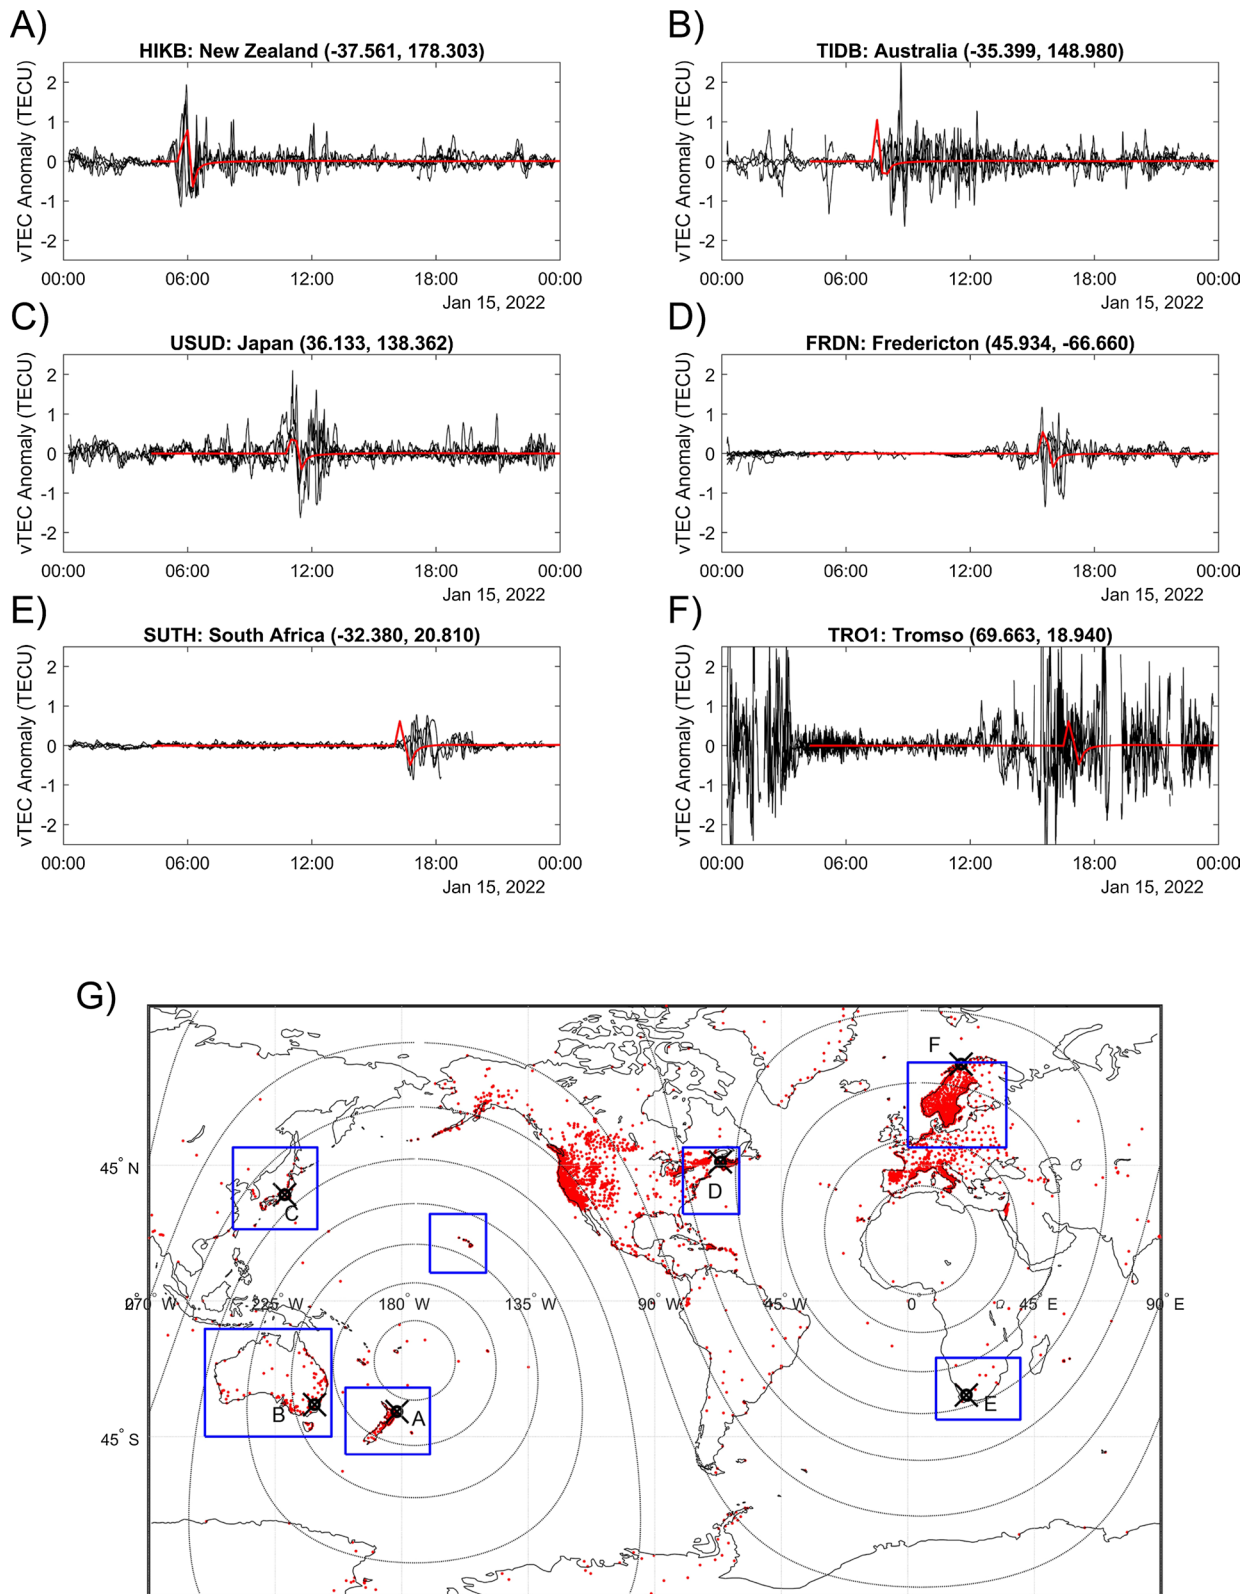 A)
HIKB: New Zealand (-37.561, 178.303)
vTEC Anomaly (TECU)
2
1
0
-1
-2
00:00 06:00 12:00 18:00 00:00
Jan 15, 2022
B)
TIDB: Australia (-35.399, 148.980)
vTEC Anomaly (TECU)
2
1
0
-1
-2
00:00 06:00 12:00 18:00 00:00
Jan 15, 2022
C)
USUD: Japan (36.133, 138.362)
vTEC Anomaly (TECU)
2
1
0
-1
-2
00:00 06:00 12:00 18:00 00:00
Jan 15, 2022
D)
FRDN: Fredericton (45.934, -66.660)
vTEC Anomaly (TECU)
2
1
0
-1
-2
00:00 06:00 12:00 18:00 00:00
Jan 15, 2022
E)
SUTH: South Africa (-32.380, 20.810)
vTEC Anomaly (TECU)
2
1
0
-1
-2
00:00 06:00 12:00 18:00 00:00
Jan 15, 2022
F)
TRO1: Tromso (69.663, 18.940)
vTEC Anomaly (TECU)
2
1
0
-1
-2
00:00 06:00 12:00 18:00 00:00
Jan 15, 2022
G)
F
45° N
D
C
270° W 225° W 180° W 135° W 90° W 45° W 0° 45° E 90° E
B
A
E
45° S